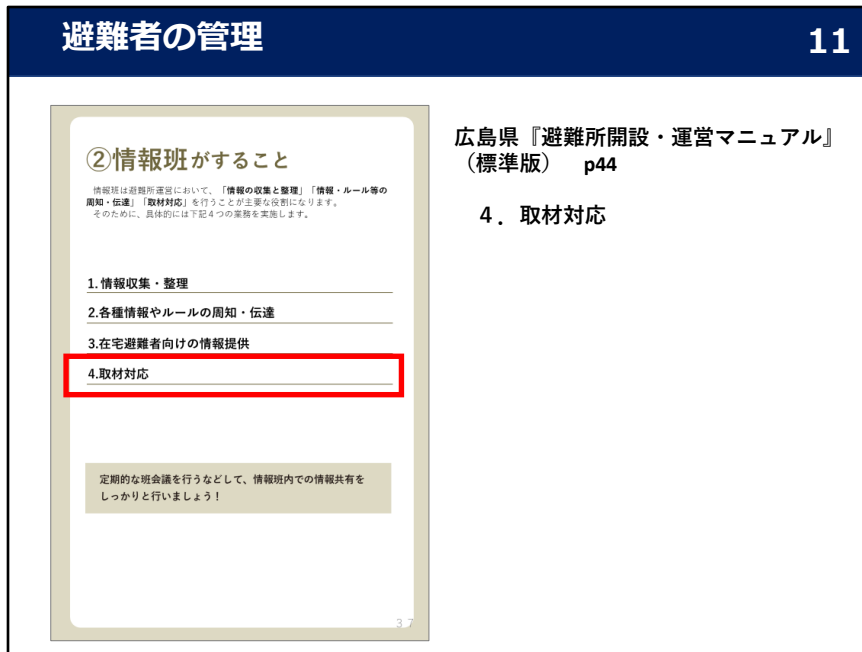 避難者の管理
11
②情報班がすること
情報班は避難所運営において、「情報の収集と整理」「情報・ルール等の
周知・伝達」「取材対応」を行うことが主要な役割になります。
そのために、具体的には下記４つの業務を実施します。
1.情報収集・整理
2.各種情報やルールの周知・伝達
3.在宅避難者向けの情報提供
4.取材対応
定期的な班会議を行うなどして、情報班内での情報共有を
しっかりと行いましょう！
37
広島県『避難所開設・運営マニュアル』
（標準版） p44
４．取材対応